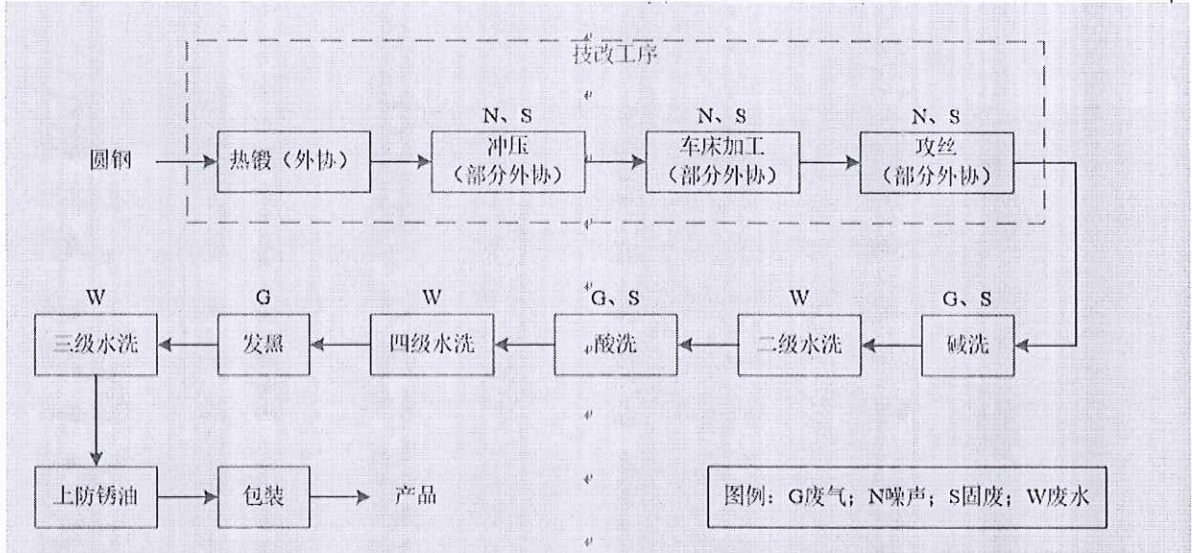 技改工序
N、S
N、S
N、S
圆钢
热锻（外协）
冲压
（部分外协）
车床加工
（部分外协）
攻丝
（部分外协）
W
G
W
G、S
W
G、S
三级水洗
发黑
四级水洗
酸洗
二级水洗
碱洗
上防锈油
包装
产品
图例：G废气；N噪声；S固废；W废水